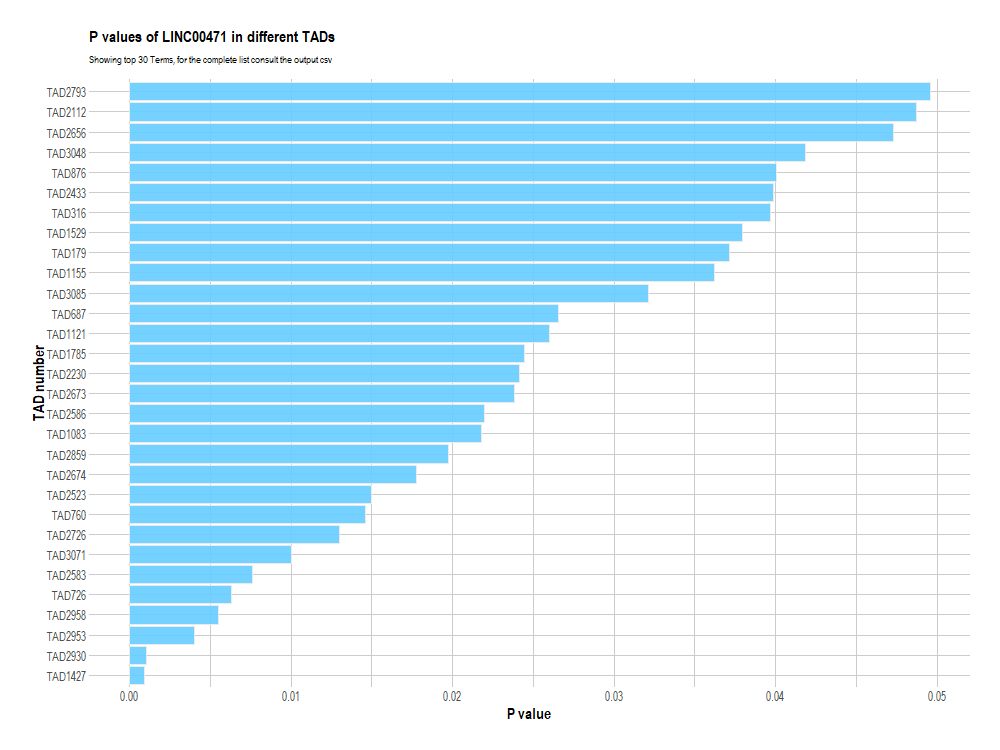 P values of LINC00471 in different TADs
Showing top 30 Terms, for the complete list consult the output csv
TAD2793
TAD2112
TAD2656
TAD3048
TAD876
TAD2433
TAD316
TAD1529
TAD179
TAD1155
TAD3085
TAD687
TAD1121
TAD1785
TAD2230
TAD2673
TAD2586
TAD1083
TAD2859
TAD2674
TAD2523
TAD760
TAD2726
TAD3071
TAD2583
TAD726
TAD2958
TAD2953
TAD2930
TAD1427
TAD number
0.00 0.01 0.02 0.03 0.04 0.05
P value